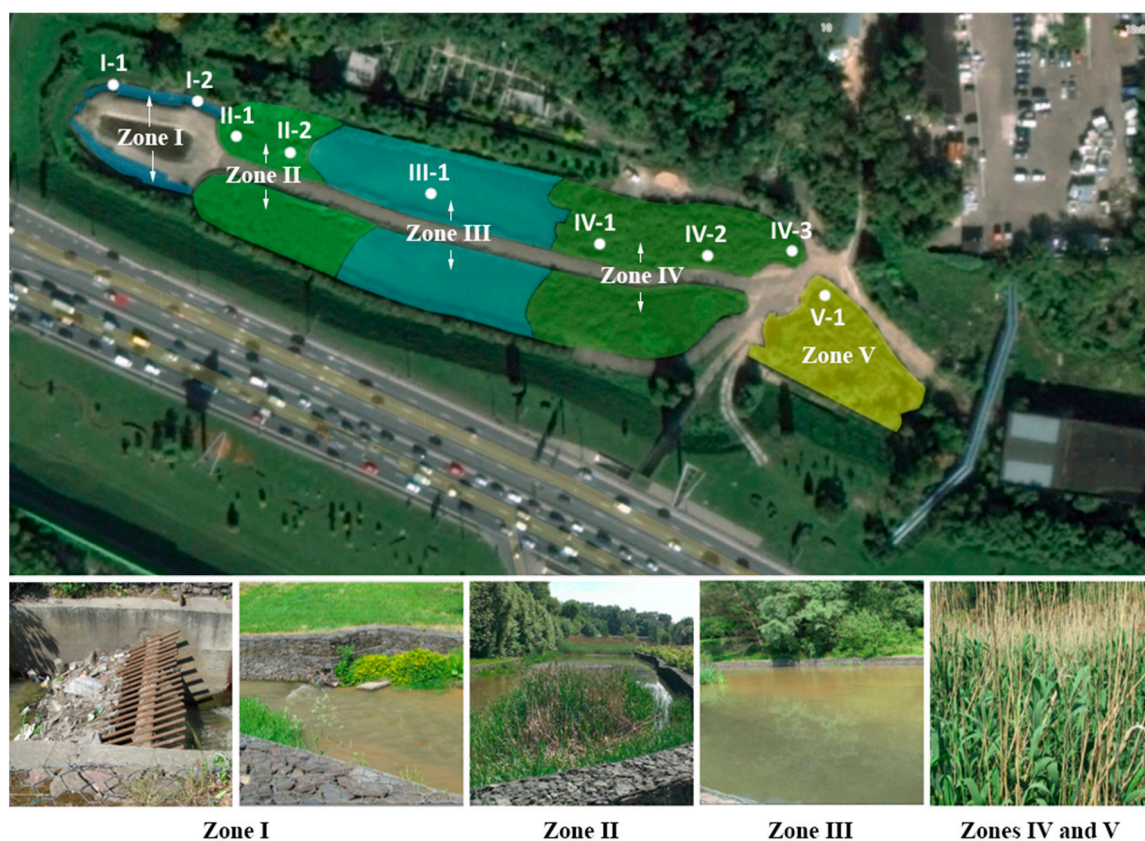 I-1
I-2
II-1
II-2
Zone I
Zone II
III-1
Zone III
IV-1
IV-2
IV-3
Zone IV
V-1
Zone V
Zone I
Zone II
Zone III
Zones IV and V